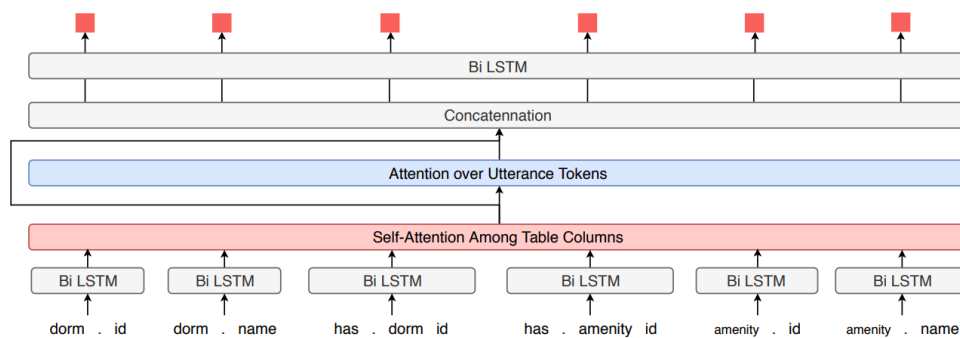 Bi LSTM
Concatennation
Attention over Utterance Tokens
Self-Attention Among Table Columns
Bi LSTM Bi LSTM Bi LSTM Bi LSTM Bi LSTM Bi LSTM
dorm . id dorm . name has . dorm id has . amenity id amenity . id amenity . name